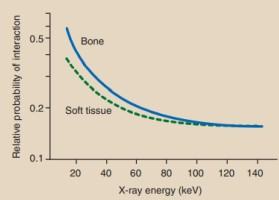 Relative probability of interaction
0.5
0.2
0.1
Bone
Soft tissue
20 40 60 80 100 120 140
X-ray energy (keV)